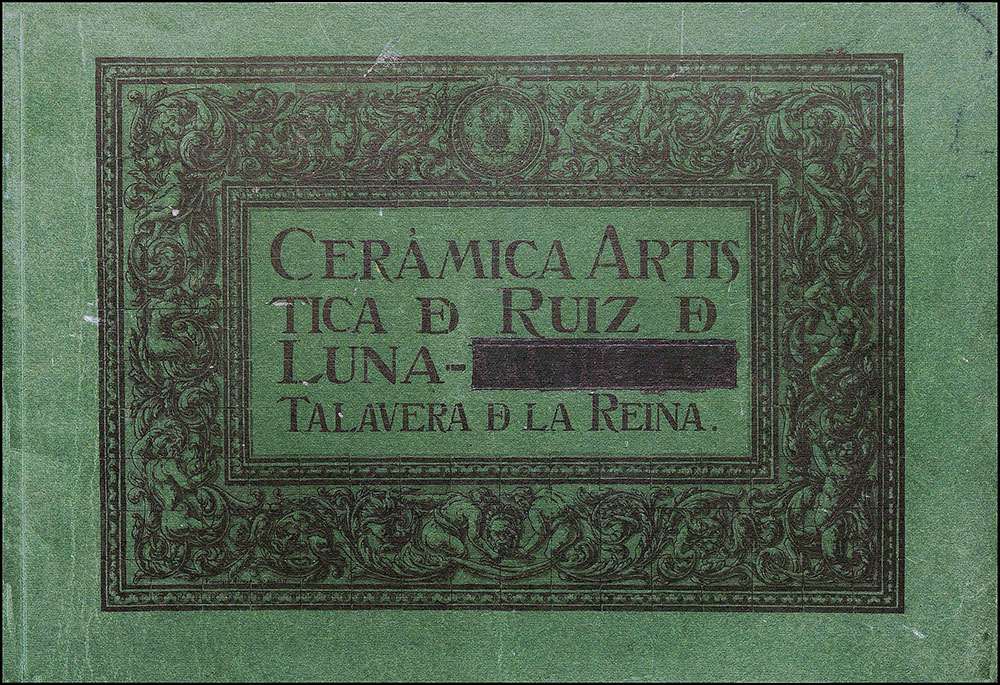 CERÁMICA ARTIS
TICA Đ RUIZ Đ
LUNA-
TALAVERA Đ LA REINA.